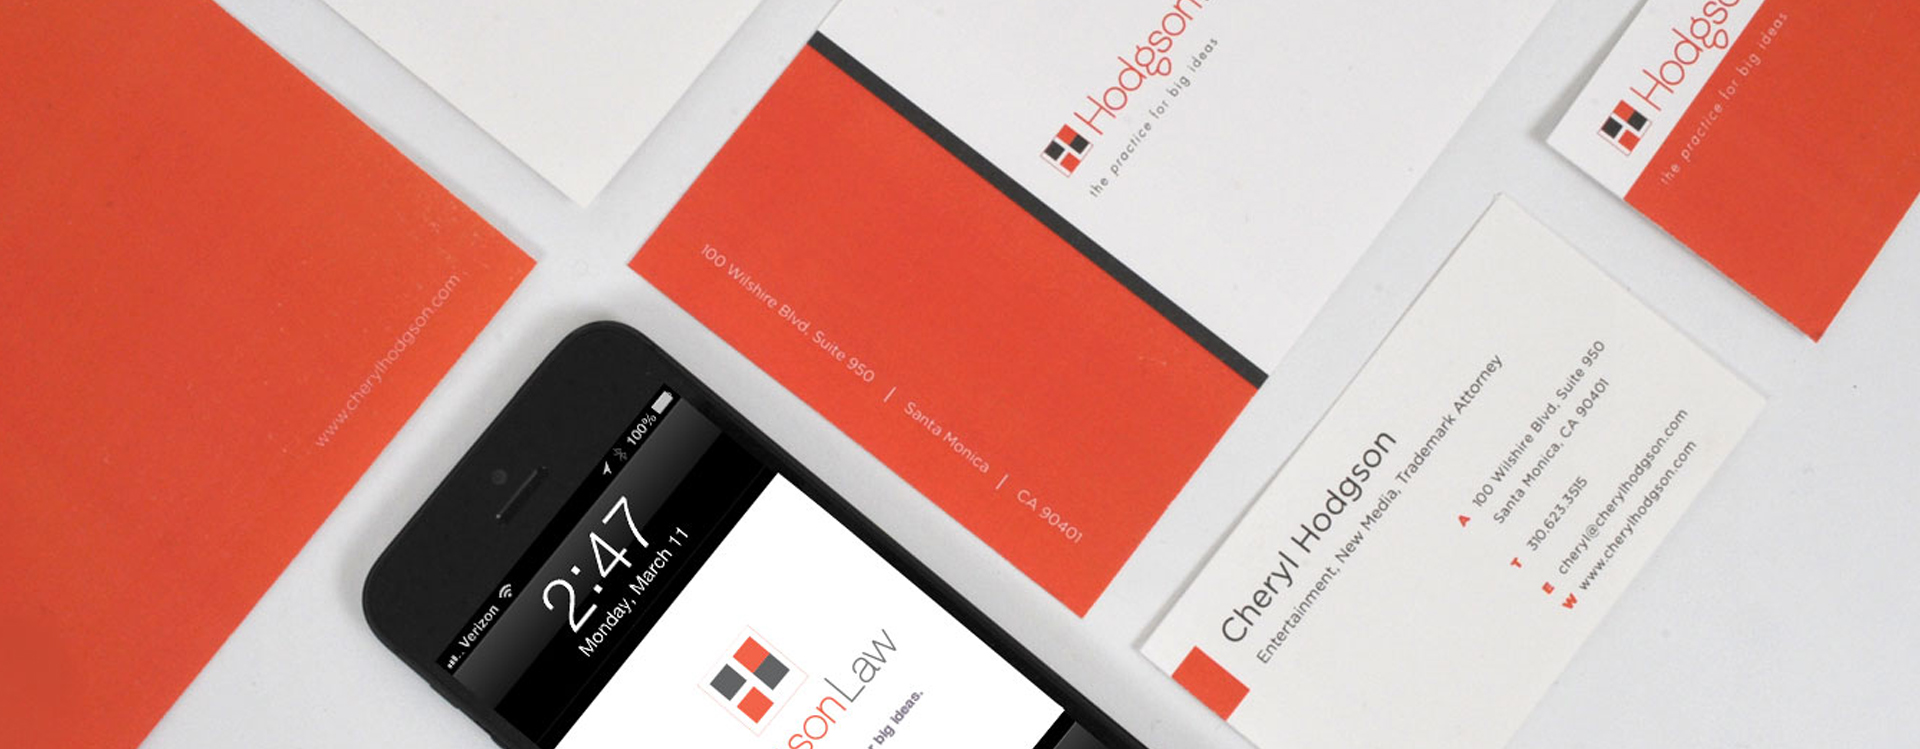 www.cherylhodgson.com
Hodgson
the practice for big ideas
100 Wilshire Blvd. Suite 950 | Santa Monica | CA 90401
the practice for big ideas
Cheryl Hodgson
Entertainment, New Media, Trademark Attorney
A 100 Wilshire Blvd. Suite 950
Santa Monica, CA 90401
T 310.623.3515
E cheryl@cherylhodgson.com
W www.cherylhodgson.com
Verizon 100%
2:47
Monday, March 11
sonLaw
big ideas.